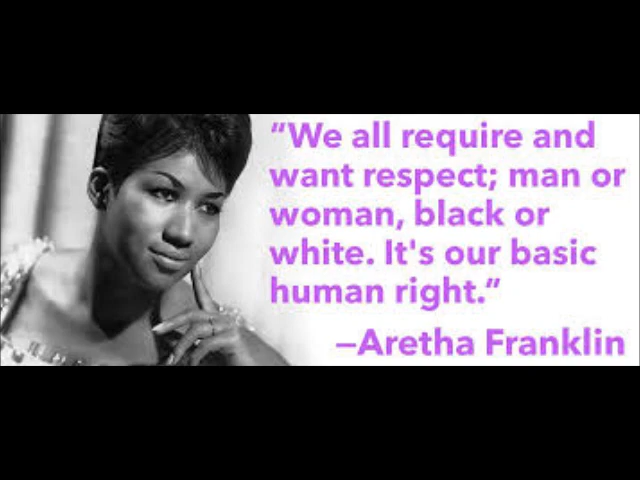 “We all require and
want respect; man or
woman, black or
white. It's our basic
human right.”
—Aretha Franklin